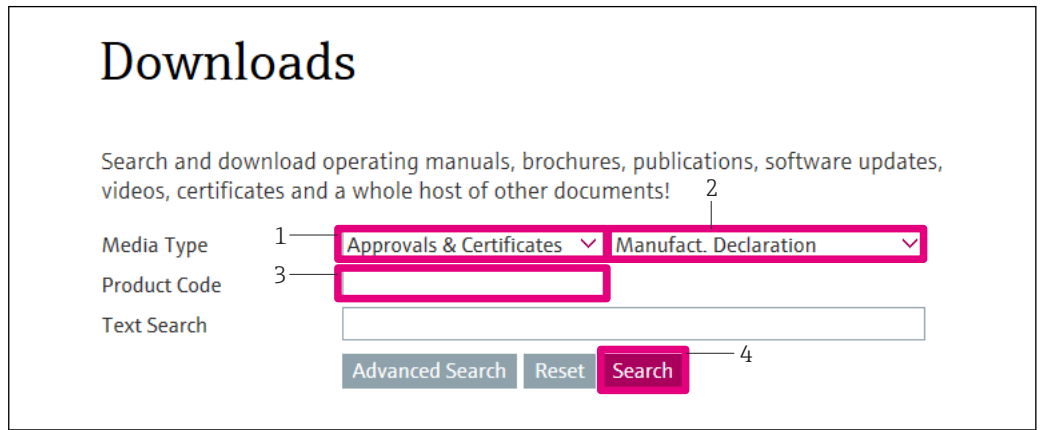 Downloads
Search and download operating manuals, brochures, publications, software updates,
videos, certificates and a whole host of other documents!
2
Media Type 1 Approvals & Certificates Manufact. Declaration
Product Code 3
Text Search
Advanced Search Reset Search 4